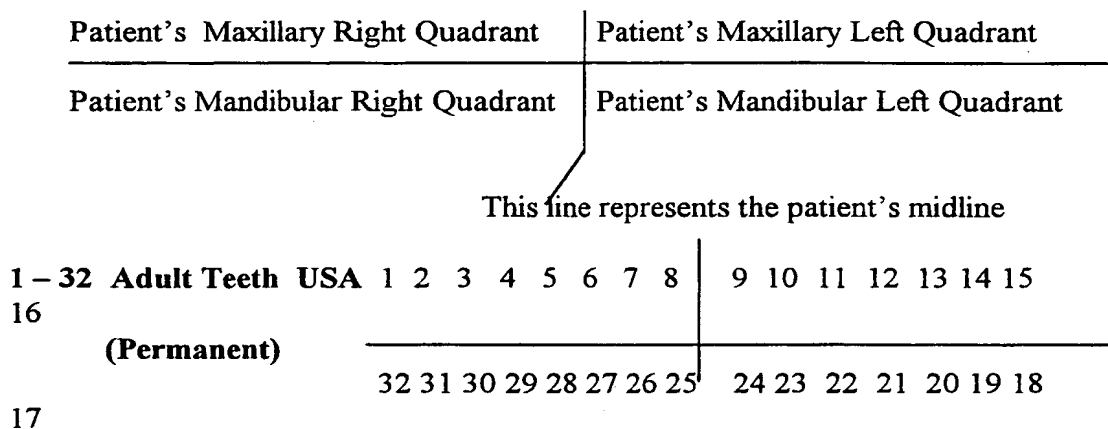 Patient's Maxillary Right Quadrant Patient's Maxillary Left Quadrant
Patient's Mandibular Right Quadrant Patient's Mandibular Left Quadrant
This line represents the patient's midline
1 – 32 Adult Teeth USA 1 2 3 4 5 6 7 8 9 10 11 12 13 14 15
16
(Permanent)
32 31 30 29 28 27 26 25 24 23 22 21 20 19 18
17